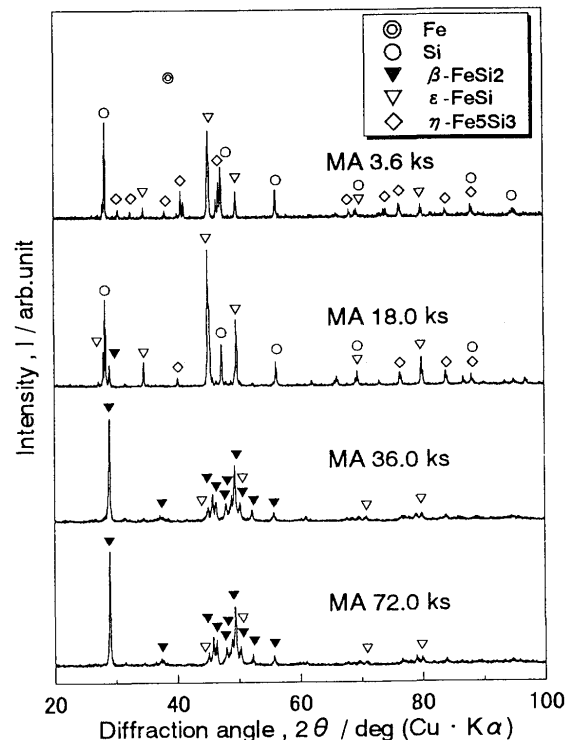 Fe
Si
β-FeSi2
ε-FeSi
η-Fe5Si3
MA 3.6 ks
MA 18.0 ks
MA 36.0 ks
MA 72.0 ks
Intensity , I / arb.unit
20 40 60 80 100
Diffraction angle , 2θ / deg (Cu · Kα)